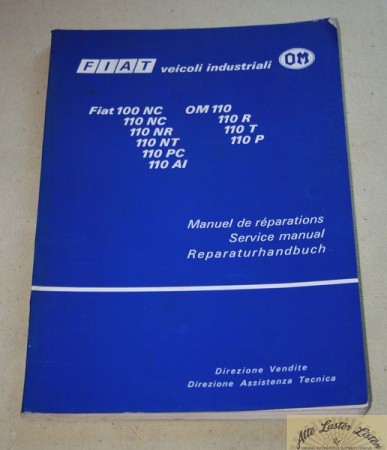 FIAT veicoli industriali OM
Fiat 100 NC OM 110
110 NC 110 R
110 NR 110 T
110 NT 110 P
110 PC
110 AI
Manuel de réparations
Service manual
Reparaturhandbuch
Direzione Vendite
Direzione Assistenza Tecnica
Alte Laster Listen